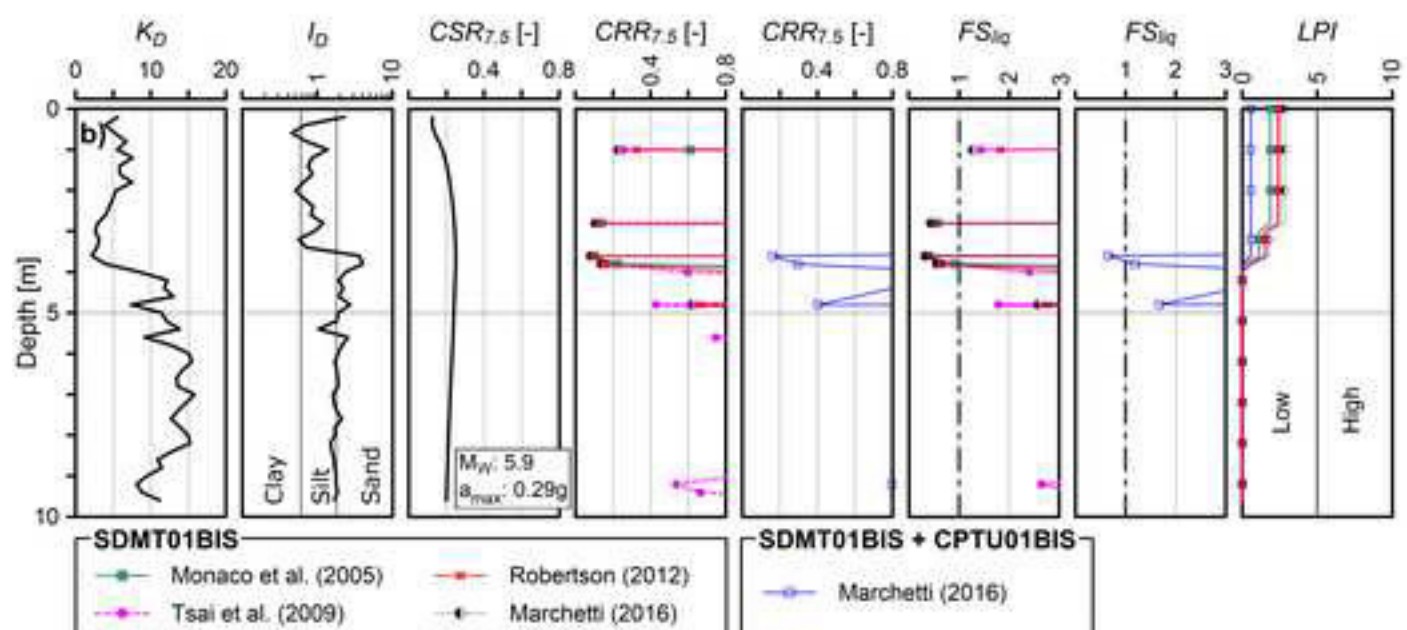 K_D I_D CSR_7.5 [-] CRR_7.5 [-] CRR_7.5 [-] FS_liq FS_liq LPI
0 10 20 1 10 0.4 0.8 0.4 0.8 0.4 0.8 1 2 3 1 2 3 0 5 10
0
b)
Depth [m]
5
10
Clay Silt Sand
M_W: 5.9
a_max: 0.29g
Low High
SDMT01BIS
Monaco et al. (2005) Robertson (2012)
Tsai et al. (2009) Marchetti (2016)
SDMT01BIS + CPTU01BIS
Marchetti (2016)